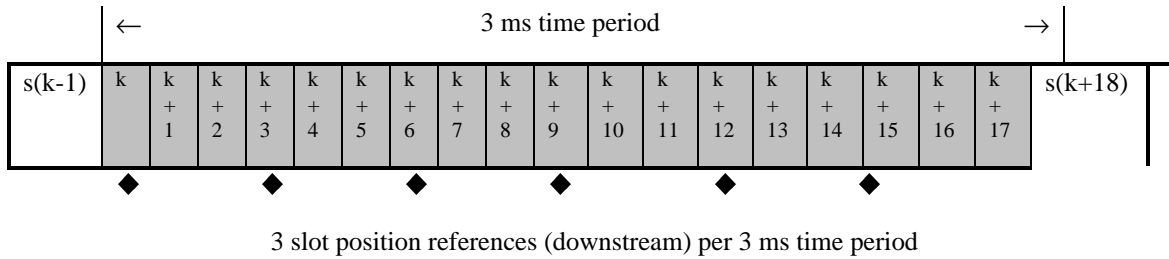 ← 3 ms time period →
s(k-1) k k + 1 k + 2 k + 3 k + 4 k + 5 k + 6 k + 7 k + 8 k + 9 k + 10 k + 11 k + 12 k + 13 k + 14 k + 15 k + 16 k + 17 s(k+18)
3 slot position references (downstream) per 3 ms time period